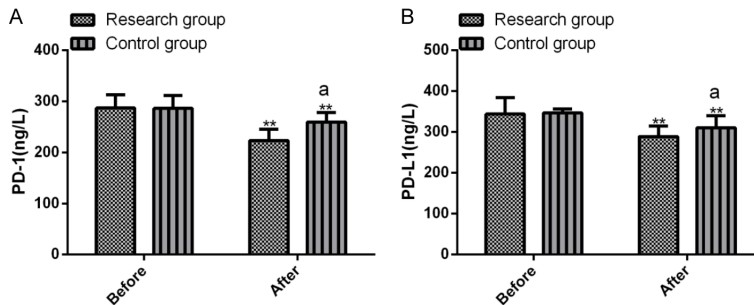 A
Research group
Control group
PD-1(ng/L)
400
300
200
100
0
**
a
**
Before
After
B
Research group
Control group
PD-L1(ng/L)
500
400
300
200
100
0
**
a
**
Before
After